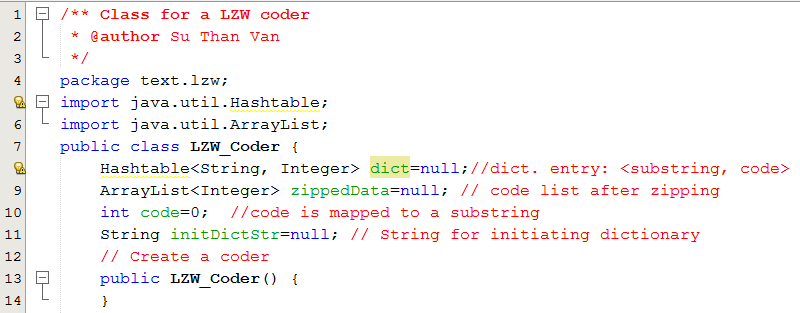 1 /** Class for a LZW coder
2  * @author Su Than Van
3  */
4 package text.lzw;
import java.util.Hashtable;
6 import java.util.ArrayList;
7 public class LZW_Coder {
Hashtable<String, Integer> dict=null;//dict. entry: <substring, code>
9 ArrayList<Integer> zippedData=null; // code list after zipping
10 int code=0;  //code is mapped to a substring
11 String initDictStr=null; // String for initiating dictionary
12 // Create a coder
13 public LZW_Coder() {
14 }